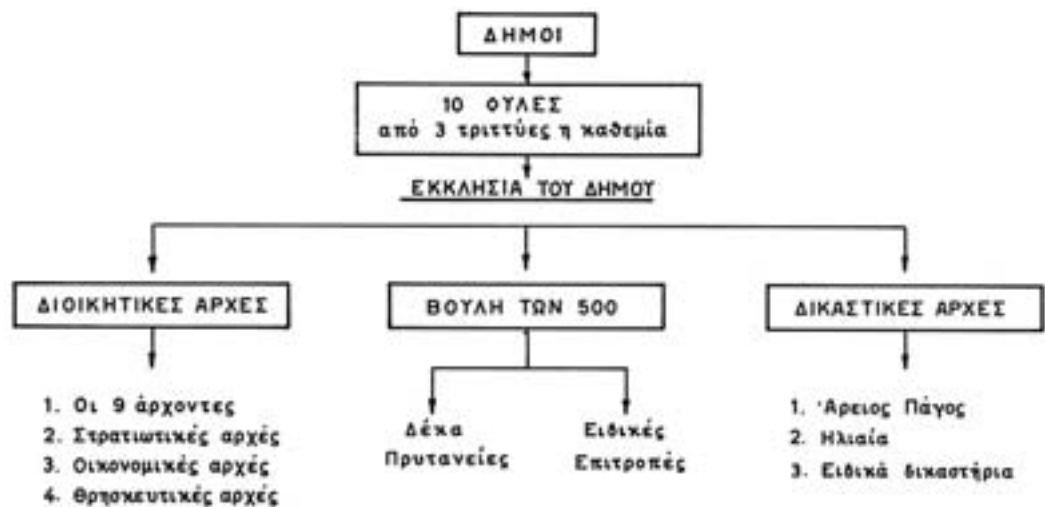 ΔΗΜΟΙ
10 ΦΥΛΕΣ
από 3 τριττύες η καθεμία
ΕΚΚΛΗΣΙΑ ΤΟΥ ΔΗΜΟΥ
ΔΙΟΙΚΗΤΙΚΕΣ ΑΡΧΕΣ
1. Οι 9 άρχοντες
2. Στρατιωτικές αρχές
3. Οικονομικές αρχές
4. Θρησκευτικές αρχές
ΒΟΥΛΗ ΤΩΝ 500
Δέκα
Πρυτανείες
Ειδικές
Επιτροπές
ΔΙΚΑΣΤΙΚΕΣ ΑΡΧΕΣ
1. Άρειος Πάγος
2. Ηλιαία
3. Ειδικά δικαστήρια